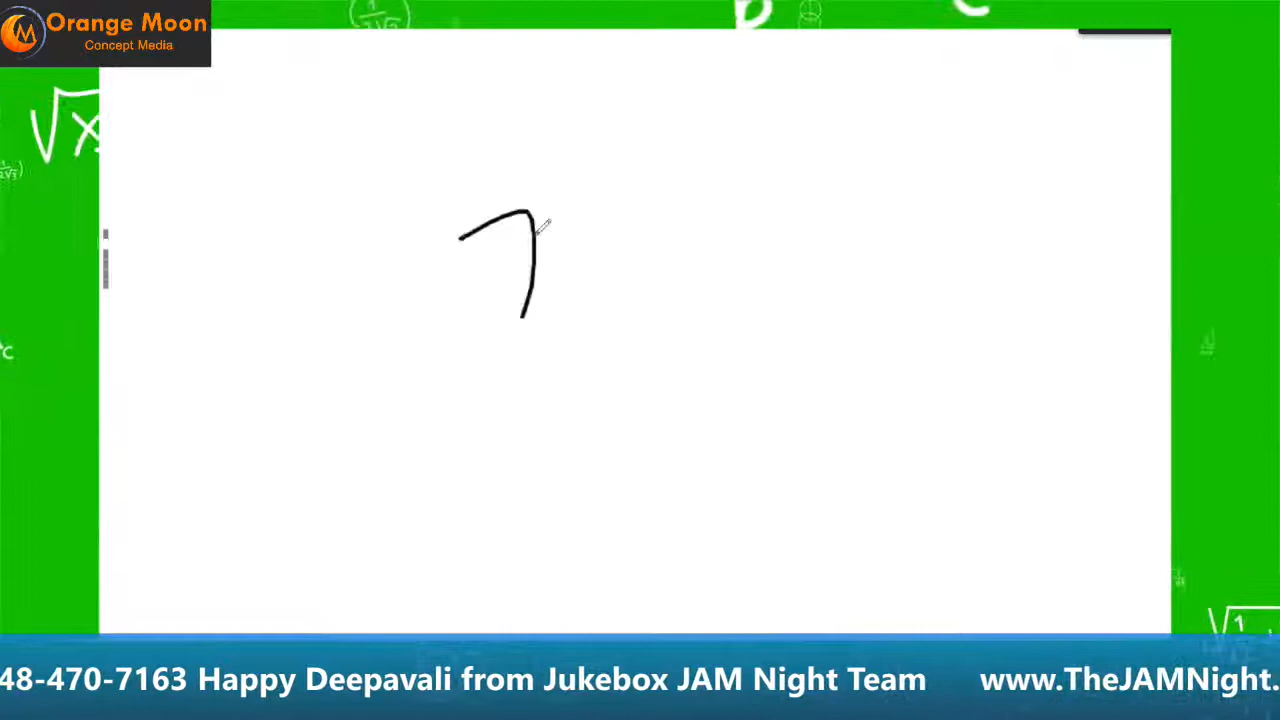 Orange Moon
Concept Media
√x
7
48-470-7163 Happy Deepavali from Jukebox JAM Night Team www.TheJAMNight.